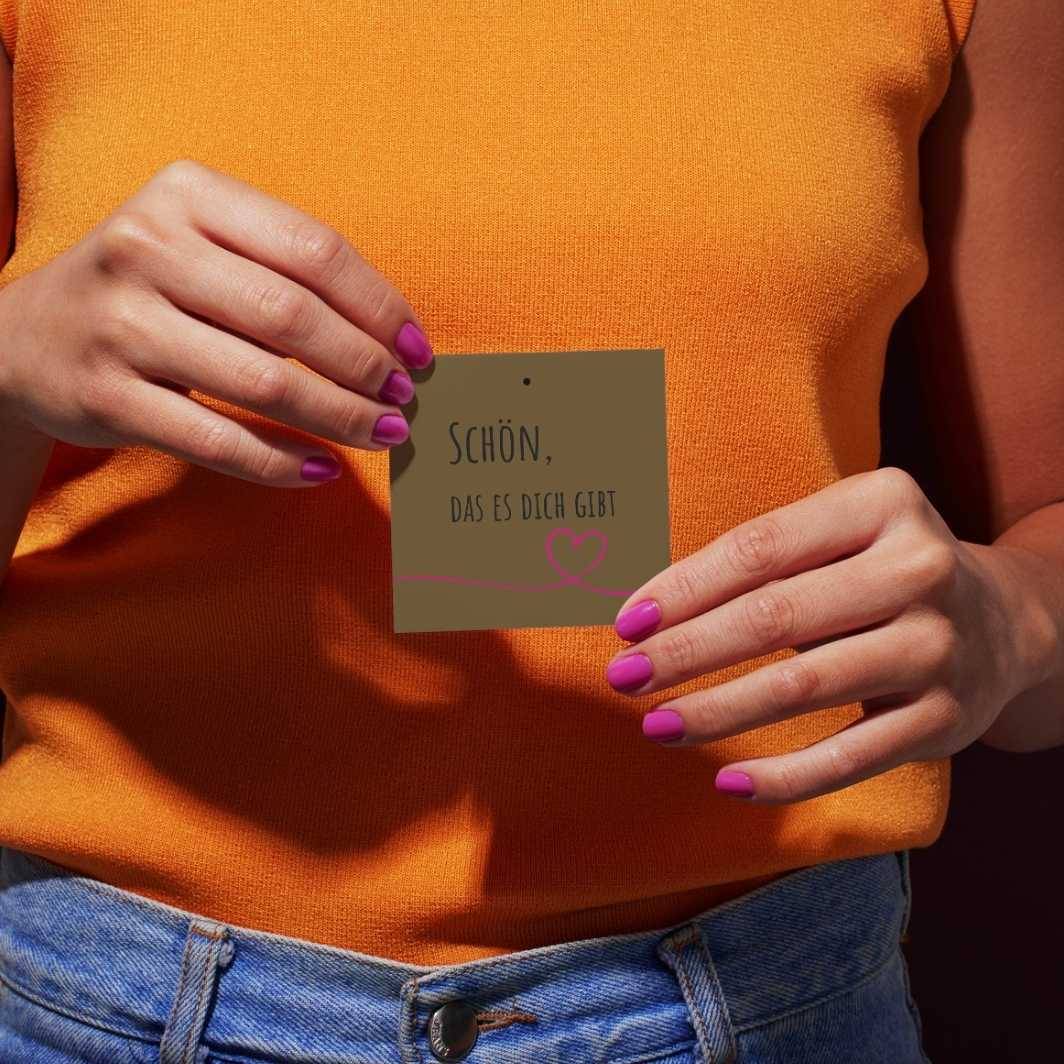 SCHÖN,
DAS ES DICH GIBT